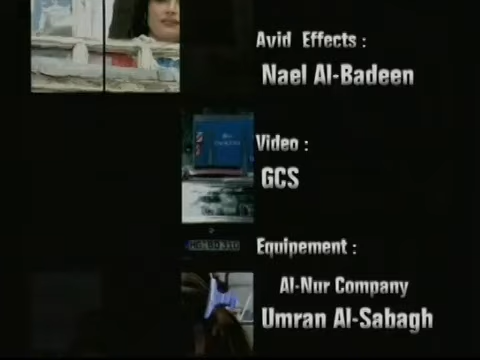 Avid Effects :
Nael Al-Badeen
Video :
GCS
Equipement :
Al-Nur Company
Umran Al-Sabagh